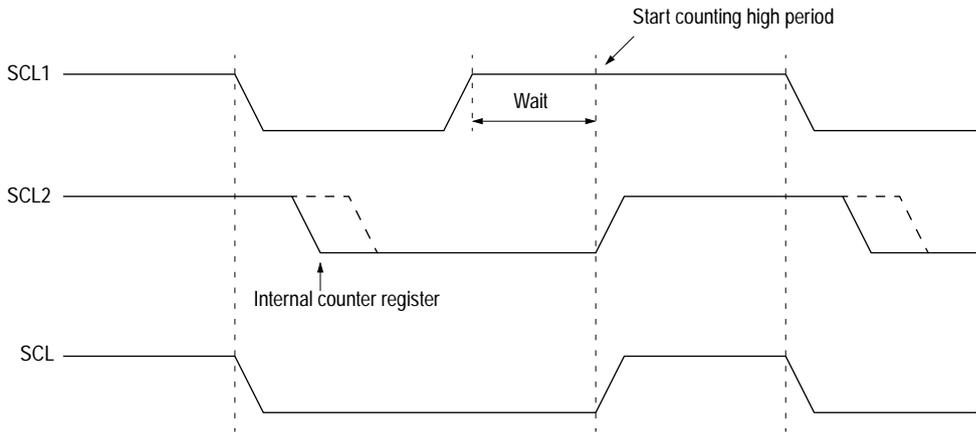 Start counting high period
SCL1
Wait
SCL2
Internal counter register
SCL